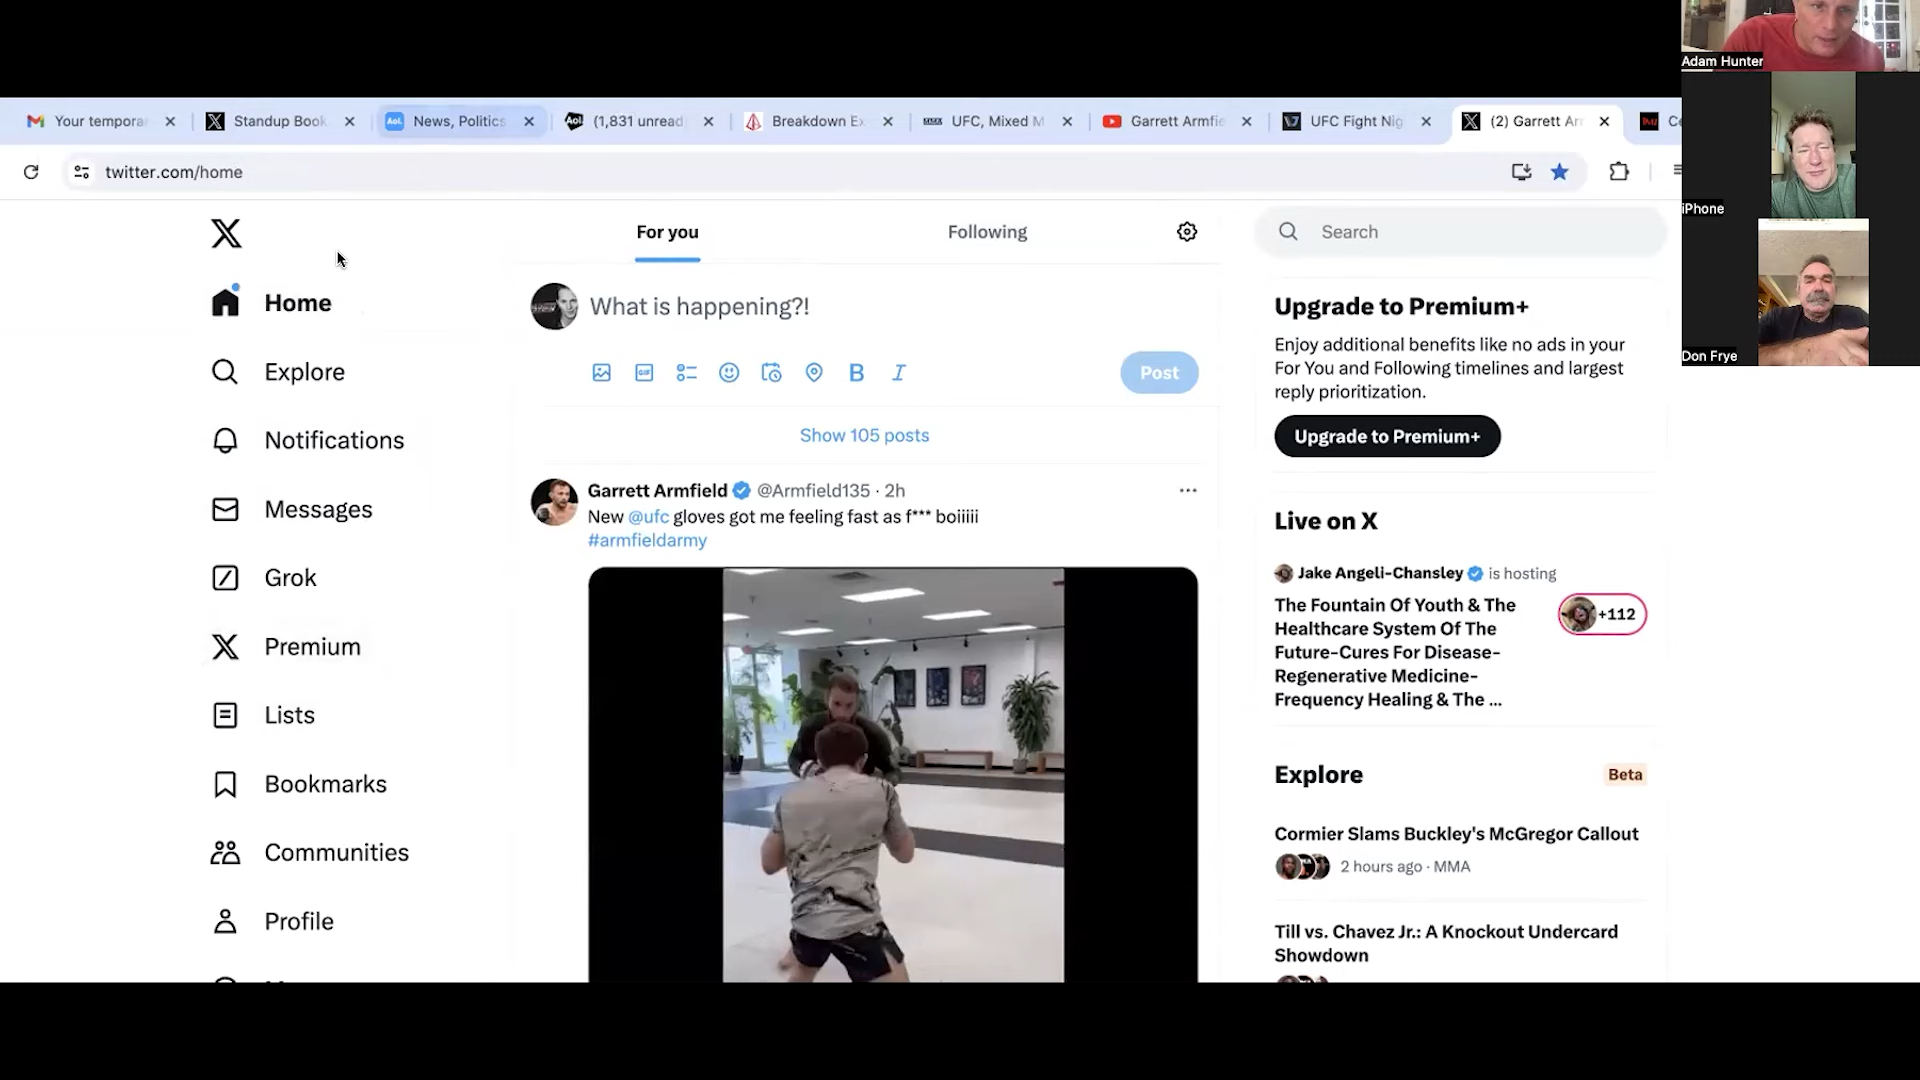 Adam Hunter
Your tempora
Standup Book
Aol.
News, Politics
Aol.
(1,831 unread
Breakdown Ex
UFC, Mixed M
Garrett Armfie
UFC Fight Nig
(2) Garrett Ar
Ce
twitter.com/home
iPhone
Don Frye
Home
Explore
Notifications
Messages
Grok
Premium
Lists
Bookmarks
Communities
Profile
For you
Following
What is happening?!
GIF
B I
Post
Show 105 posts
Garrett Armfield @Armfield135 · 2h
New @ufc gloves got me feeling fast as f*** boiiiii
#armfieldarmy
Search
Upgrade to Premium+
Enjoy additional benefits like no ads in your
For You and Following timelines and largest
reply prioritization.
Upgrade to Premium+
Live on X
Jake Angeli-Chansley is hosting
The Fountain Of Youth & The
Healthcare System Of The
Future-Cures For Disease-
Regenerative Medicine-
Frequency Healing & The ...
+112
Explore
Beta
Cormier Slams Buckley's McGregor Callout
2 hours ago · MMA
Till vs. Chavez Jr.: A Knockout Undercard
Showdown